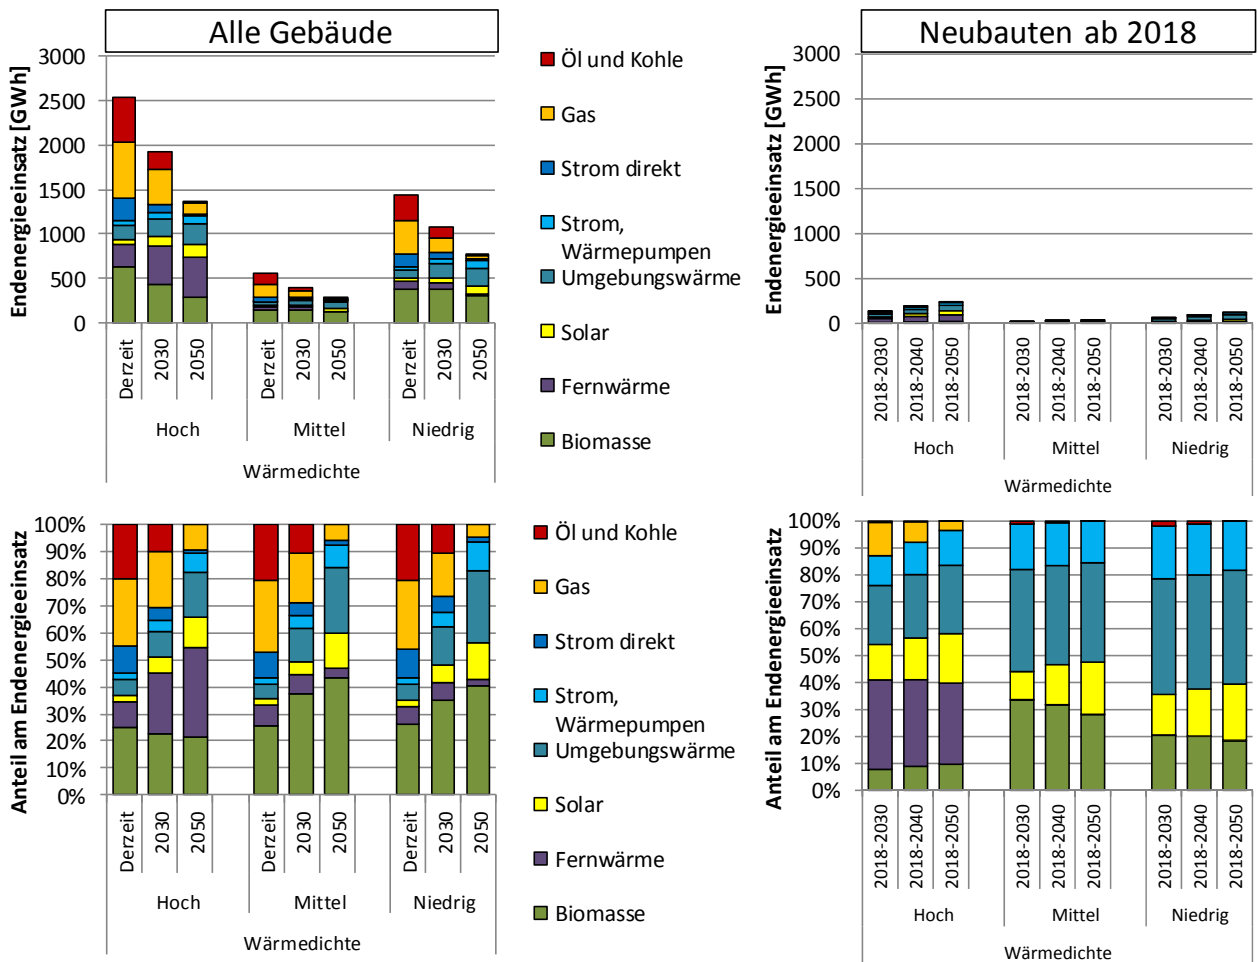 Alle Gebäude
Endenergieeinsatz [GWh]
3000
2500
2000
1500
1000
500
0
Derzeit
2030
2050
Derzeit
2030
2050
Derzeit
2030
2050
Hoch
Mittel
Niedrig
Wärmedichte
Öl und Kohle
Gas
Strom direkt
Strom,
Wärmepumpen
Umgebungswärme
Solar
Fernwärme
Biomasse
Neubauten ab 2018
Endenergieeinsatz [GWh]
3000
2500
2000
1500
1000
500
0
2018-2030
2018-2040
2018-2050
2018-2030
2018-2040
2018-2050
2018-2030
2018-2040
2018-2050
Hoch
Mittel
Niedrig
Wärmedichte
Anteil am Endenergieeinsatz
100%
90%
80%
70%
60%
50%
40%
30%
20%
10%
0%
Derzeit
2030
2050
Derzeit
2030
2050
Derzeit
2030
2050
Hoch
Mittel
Niedrig
Wärmedichte
Öl und Kohle
Gas
Strom direkt
Strom,
Wärmepumpen
Umgebungswärme
Solar
Fernwärme
Biomasse
Anteil am Endenergieeinsatz
100%
90%
80%
70%
60%
50%
40%
30%
20%
10%
0%
2018-2030
2018-2040
2018-2050
2018-2030
2018-2040
2018-2050
2018-2030
2018-2040
2018-2050
Hoch
Mittel
Niedrig
Wärmedichte